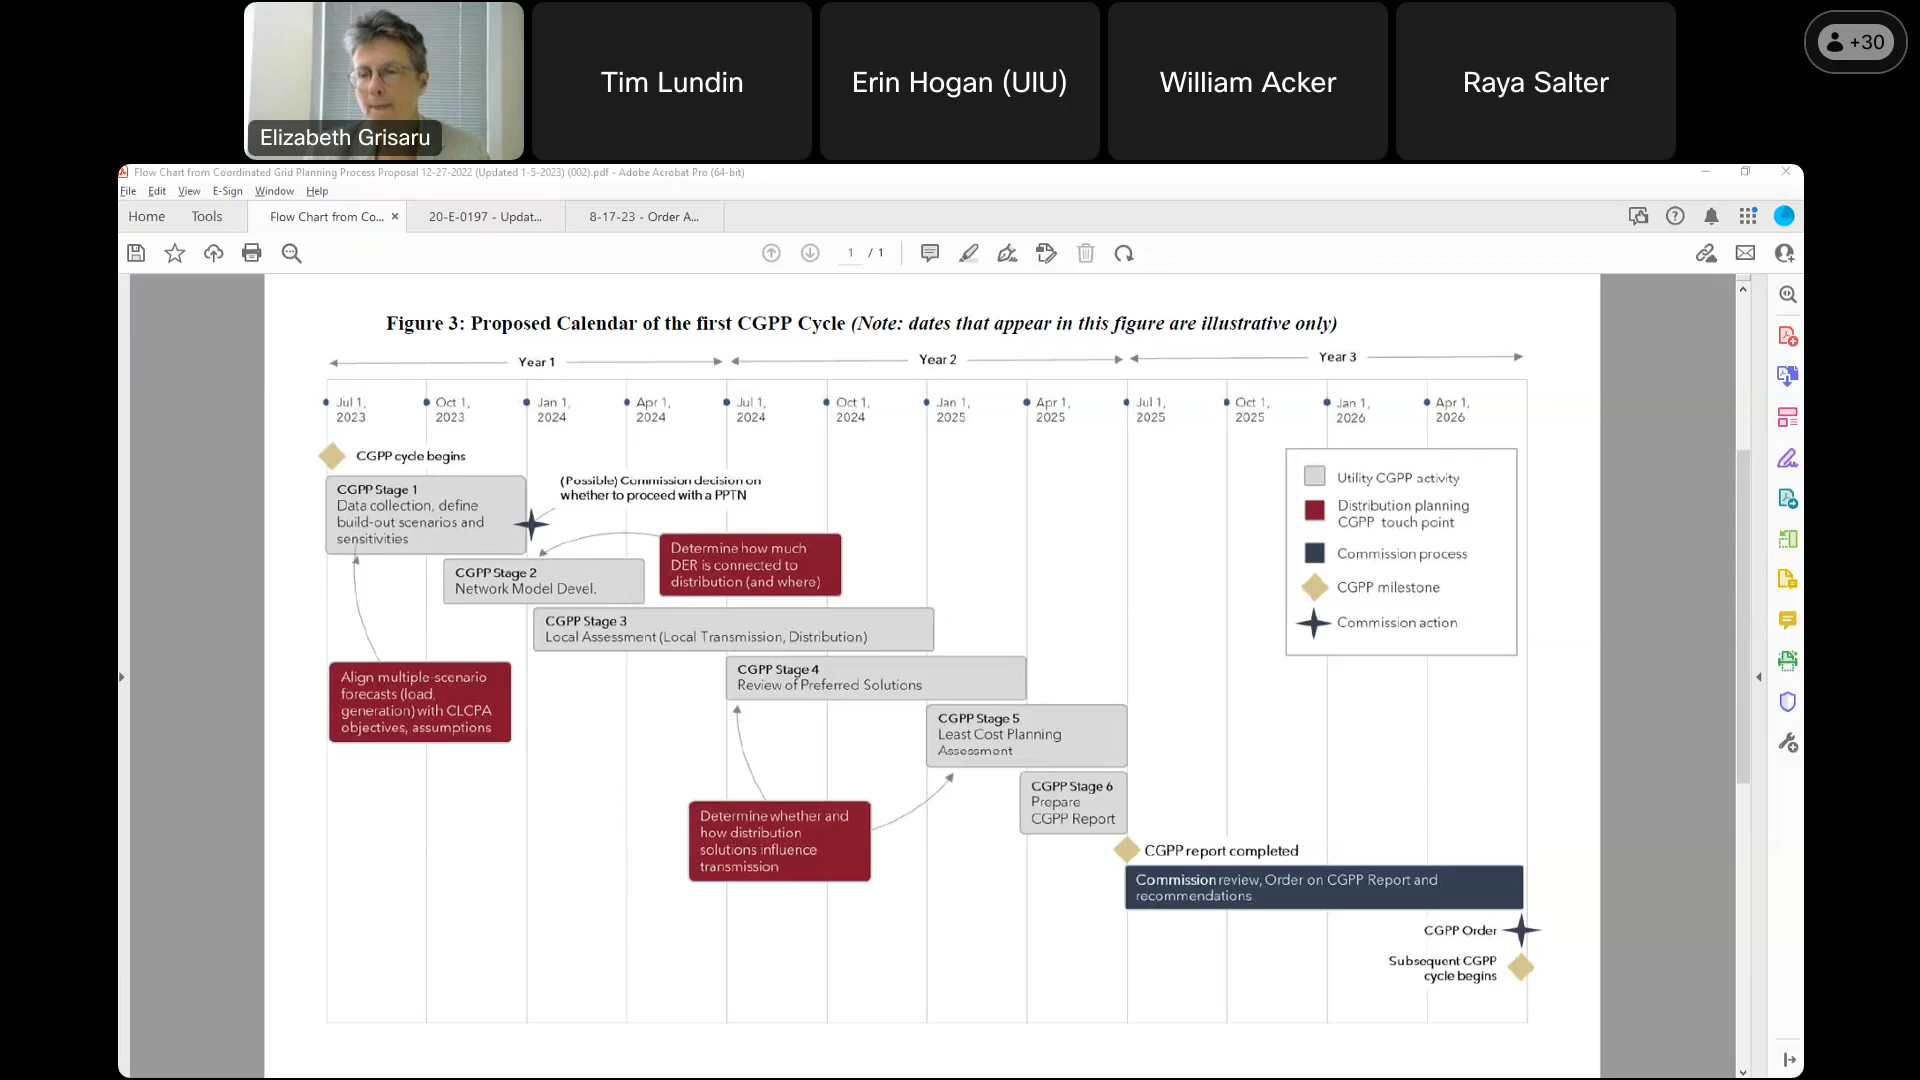 Tim Lundin
Erin Hogan (UIU)
William Acker
Raya Salter
+30
Elizabeth Grisaru
Flow Chart from Coordinated Grid Planning Process Proposal 12-27-2022 (Updated 1-5-2023) (002).pdf - Adobe Acrobat Pro (64-bit)
File Edit View E-Sign Window Help
Home Tools Flow Chart from Co... × 20-E-0197 - Updat... 8-17-23 - Order A...
1 / 1
Figure 3: Proposed Calendar of the first CGPP Cycle (Note: dates that appear in this figure are illustrative only)
Year 1 Year 2 Year 3
Jul 1, 2023
Oct 1, 2023
Jan 1, 2024
Apr 1, 2024
Jul 1, 2024
Oct 1, 2024
Jan 1, 2025
Apr 1, 2025
Jul 1, 2025
Oct 1, 2025
Jan 1, 2026
Apr 1, 2026
CGPP cycle begins
CGPP Stage 1
Data collection, define
build-out scenarios and
sensitivities
(Possible) Commission decision on
whether to proceed with a PPTN
Determine how much
DER is connected to
distribution (and where)
CGPP Stage 2
Network Model Devel.
CGPP Stage 3
Local Assessment (Local Transmission, Distribution)
CGPP Stage 4
Review of Preferred Solutions
Align multiple-scenario
forecasts (load,
generation) with CLCPA
objectives, assumptions
CGPP Stage 5
Least Cost Planning
Assessment
CGPP Stage 6
Prepare
CGPP Report
Determine whether and
how distribution
solutions influence
transmission
CGPP report completed
Commission review, Order on CGPP Report and
recommendations
CGPP Order
Subsequent CGPP
cycle begins
Utility CGPP activity
Distribution planning
CGPP touch point
Commission process
CGPP milestone
Commission action